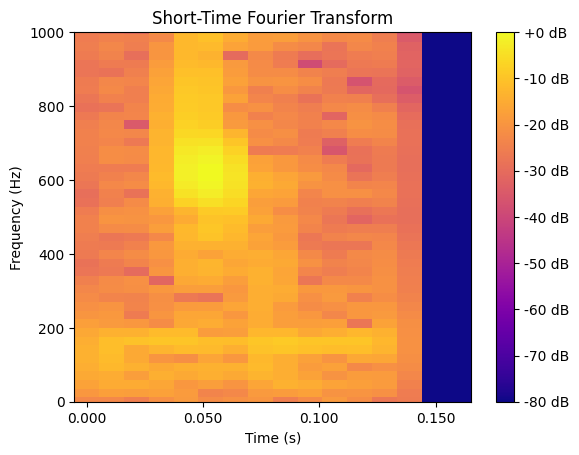 Short-Time Fourier Transform
1000
800
600
400
200
0
Frequency (Hz)
0.000
0.050
0.100
0.150
Time (s)
+0 dB
-10 dB
-20 dB
-30 dB
-40 dB
-50 dB
-60 dB
-70 dB
-80 dB